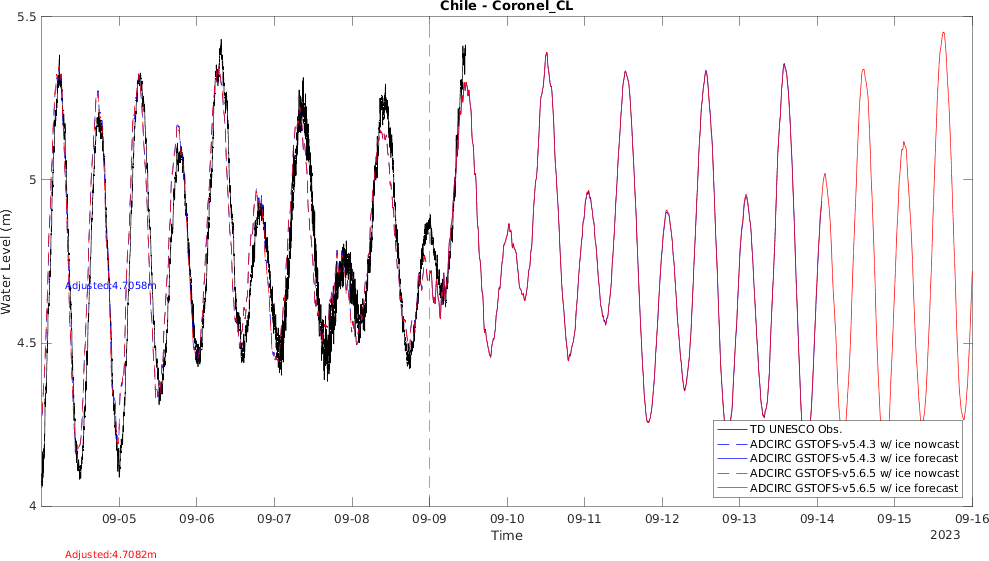 Chile - Coronel_CL
5.5
5
4.5
4
Water Level (m)
Adjusted:4.7058m
TD UNESCO Obs.
ADCIRC GSTOFS-v5.4.3 w/ ice nowcast
ADCIRC GSTOFS-v5.4.3 w/ ice forecast
ADCIRC GSTOFS-v5.6.5 w/ ice nowcast
ADCIRC GSTOFS-v5.6.5 w/ ice forecast
09-05 09-06 09-07 09-08 09-09 09-10 09-11 09-12 09-13 09-14 09-15 09-16
Time
2023
Adjusted:4.7082m